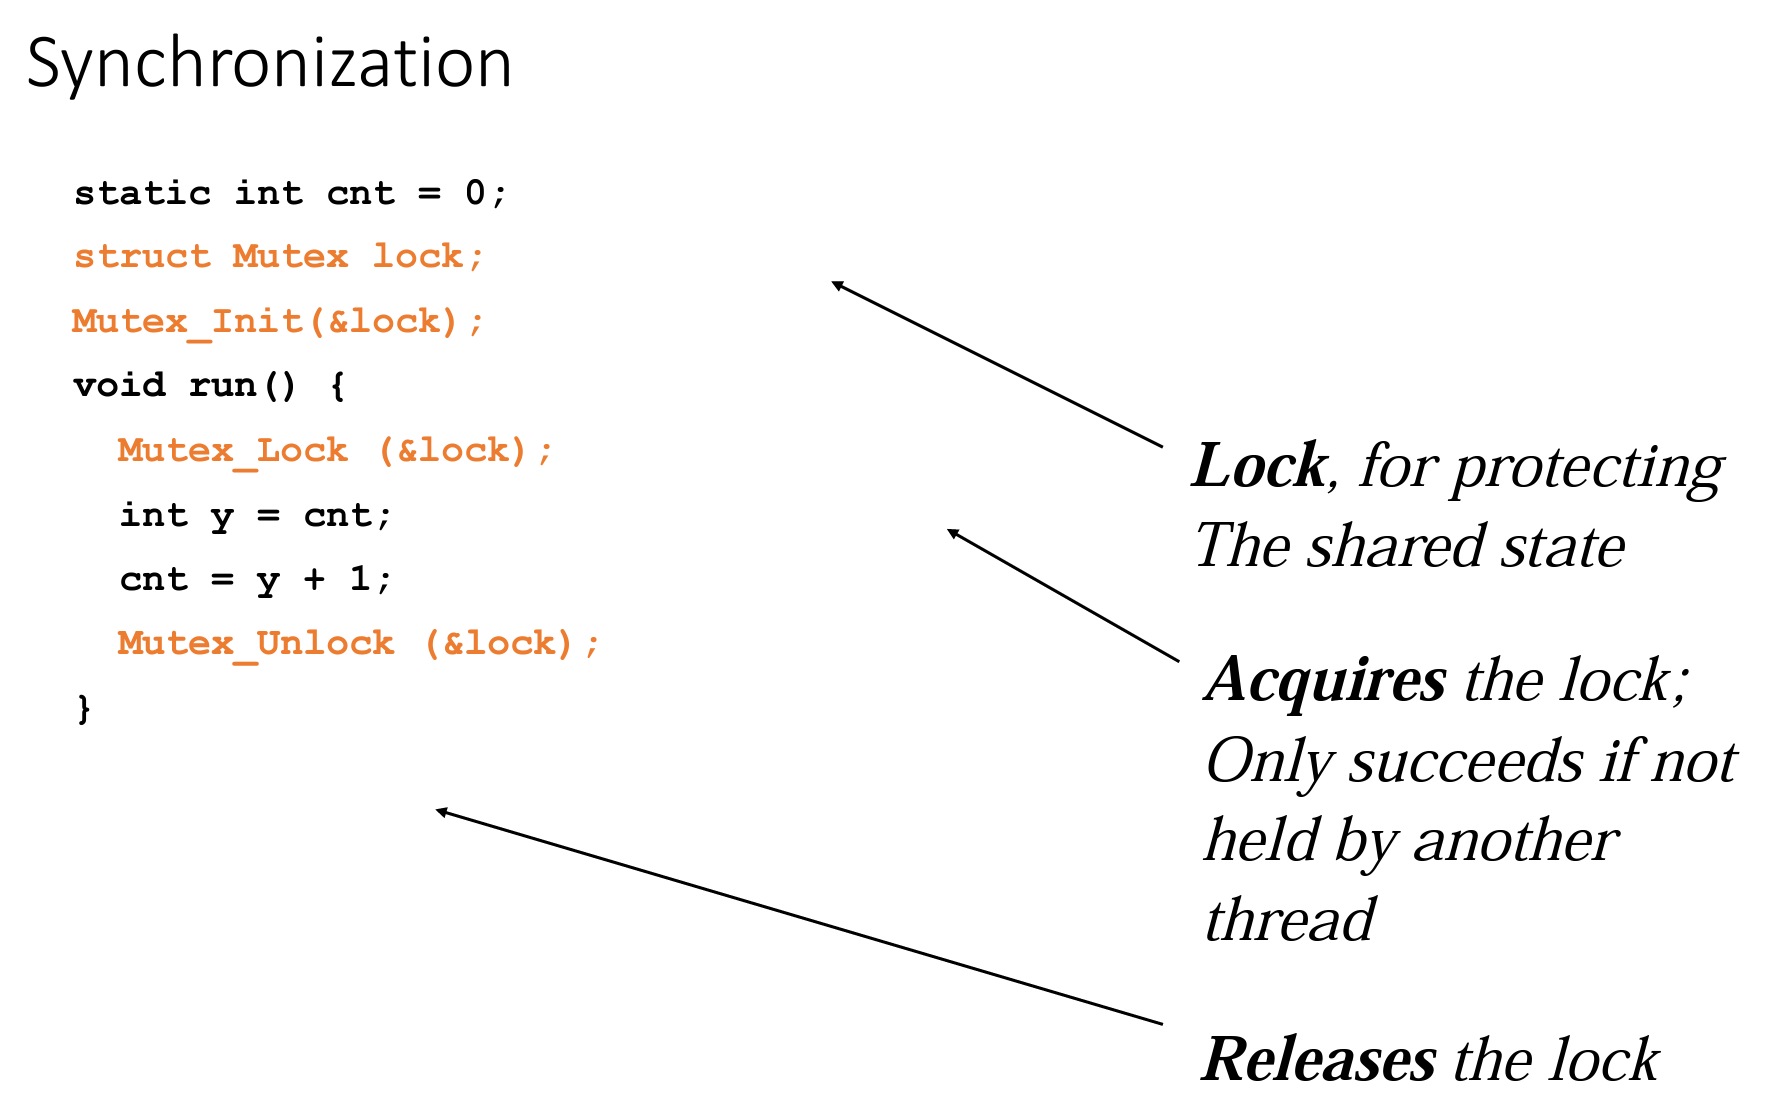 Synchronization
static int cnt = 0;
struct Mutex lock;
Mutex_Init(&lock);
void run() {
Mutex_Lock (&lock);
int y = cnt;
cnt = y + 1;
Mutex_Unlock (&lock);
}
Lock, for protecting
The shared state
Acquires the lock;
Only succeeds if not
held by another
thread
Releases the lock